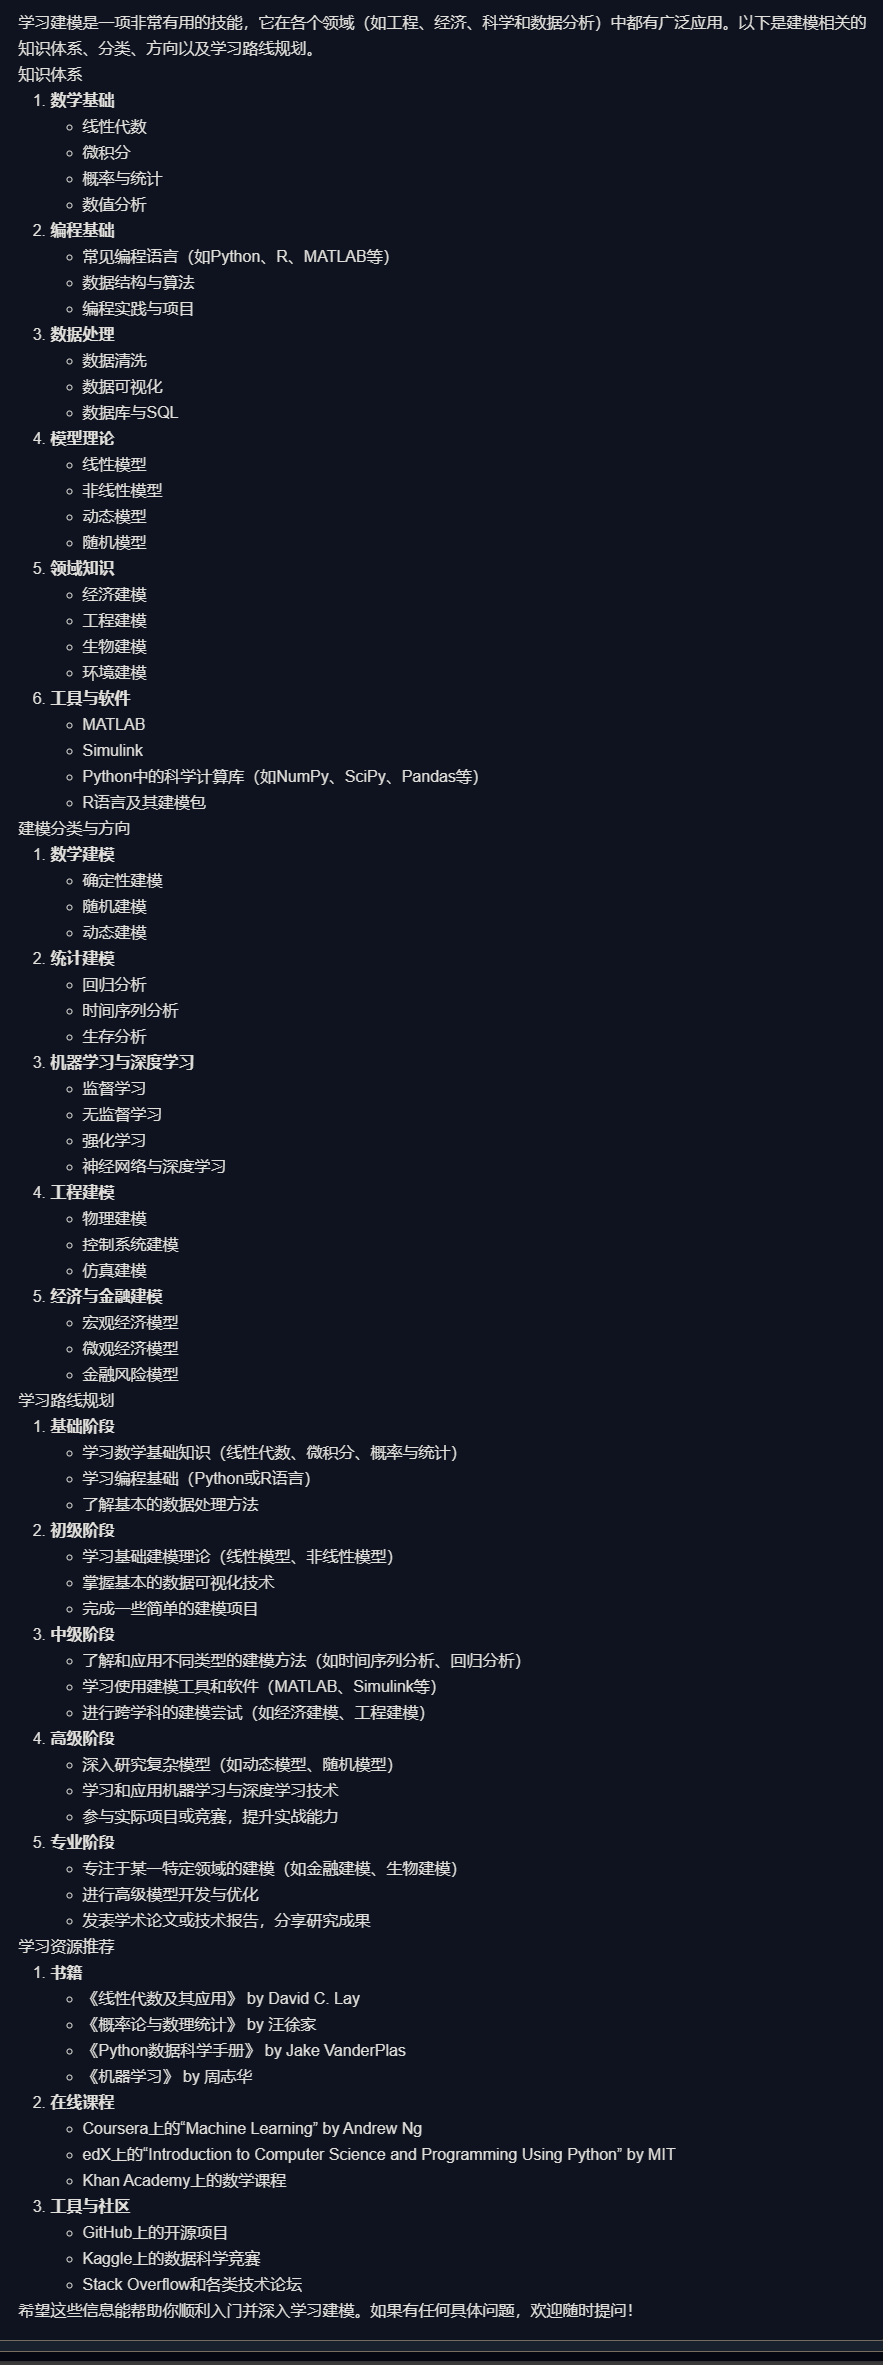 学习建模是一项非常有用的技能，它在各个领域（如工程、经济、科学和数据分析）中都有广泛应用。以下是建模相关的
知识体系、分类、方向以及学习路线规划。
知识体系
1. 数学基础
◦ 线性代数
◦ 微积分
◦ 概率与统计
◦ 数值分析
2. 编程基础
◦ 常见编程语言（如Python、R、MATLAB等）
◦ 数据结构与算法
◦ 编程实践与项目
3. 数据处理
◦ 数据清洗
◦ 数据可视化
◦ 数据库与SQL
4. 模型理论
◦ 线性模型
◦ 非线性模型
◦ 动态模型
◦ 随机模型
5. 领域知识
◦ 经济建模
◦ 工程建模
◦ 生物建模
◦ 环境建模
6. 工具与软件
◦ MATLAB
◦ Simulink
◦ Python中的科学计算库（如NumPy、SciPy、Pandas等）
◦ R语言及其建模包
建模分类与方向
1. 数学建模
◦ 确定性建模
◦ 随机建模
◦ 动态建模
2. 统计建模
◦ 回归分析
◦ 时间序列分析
◦ 生存分析
3. 机器学习与深度学习
◦ 监督学习
◦ 无监督学习
◦ 强化学习
◦ 神经网络与深度学习
4. 工程建模
◦ 物理建模
◦ 控制系统建模
◦ 仿真建模
5. 经济与金融建模
◦ 宏观经济模型
◦ 微观经济模型
◦ 金融风险模型
学习路线规划
1. 基础阶段
◦ 学习数学基础知识（线性代数、微积分、概率与统计）
◦ 学习编程基础（Python或R语言）
◦ 了解基本的数据处理方法
2. 初级阶段
◦ 学习基础建模理论（线性模型、非线性模型）
◦ 掌握基本的数据可视化技术
◦ 完成一些简单的建模项目
3. 中级阶段
◦ 了解和应用不同类型的建模方法（如时间序列分析、回归分析）
◦ 学习使用建模工具和软件（MATLAB、Simulink等）
◦ 进行跨学科的建模尝试（如经济建模、工程建模）
4. 高级阶段
◦ 深入研究复杂模型（如动态模型、随机模型）
◦ 学习和应用机器学习与深度学习技术
◦ 参与实际项目或竞赛，提升实战能力
5. 专业阶段
◦ 专注于某一特定领域的建模（如金融建模、生物建模）
◦ 进行高级模型开发与优化
◦ 发表学术论文或技术报告，分享研究成果
学习资源推荐
1. 书籍
◦ 《线性代数及其应用》 by David C. Lay
◦ 《概率论与数理统计》 by 汪徐家
◦ 《Python数据科学手册》 by Jake VanderPlas
◦ 《机器学习》 by 周志华
2. 在线课程
◦ Coursera上的“Machine Learning” by Andrew Ng
◦ edX上的“Introduction to Computer Science and Programming Using Python” by MIT
◦ Khan Academy上的数学课程
3. 工具与社区
◦ GitHub上的开源项目
◦ Kaggle上的数据科学竞赛
◦ Stack Overflow和各类技术论坛
希望这些信息能帮助你顺利入门并深入学习建模。如果有任何具体问题，欢迎随时提问！